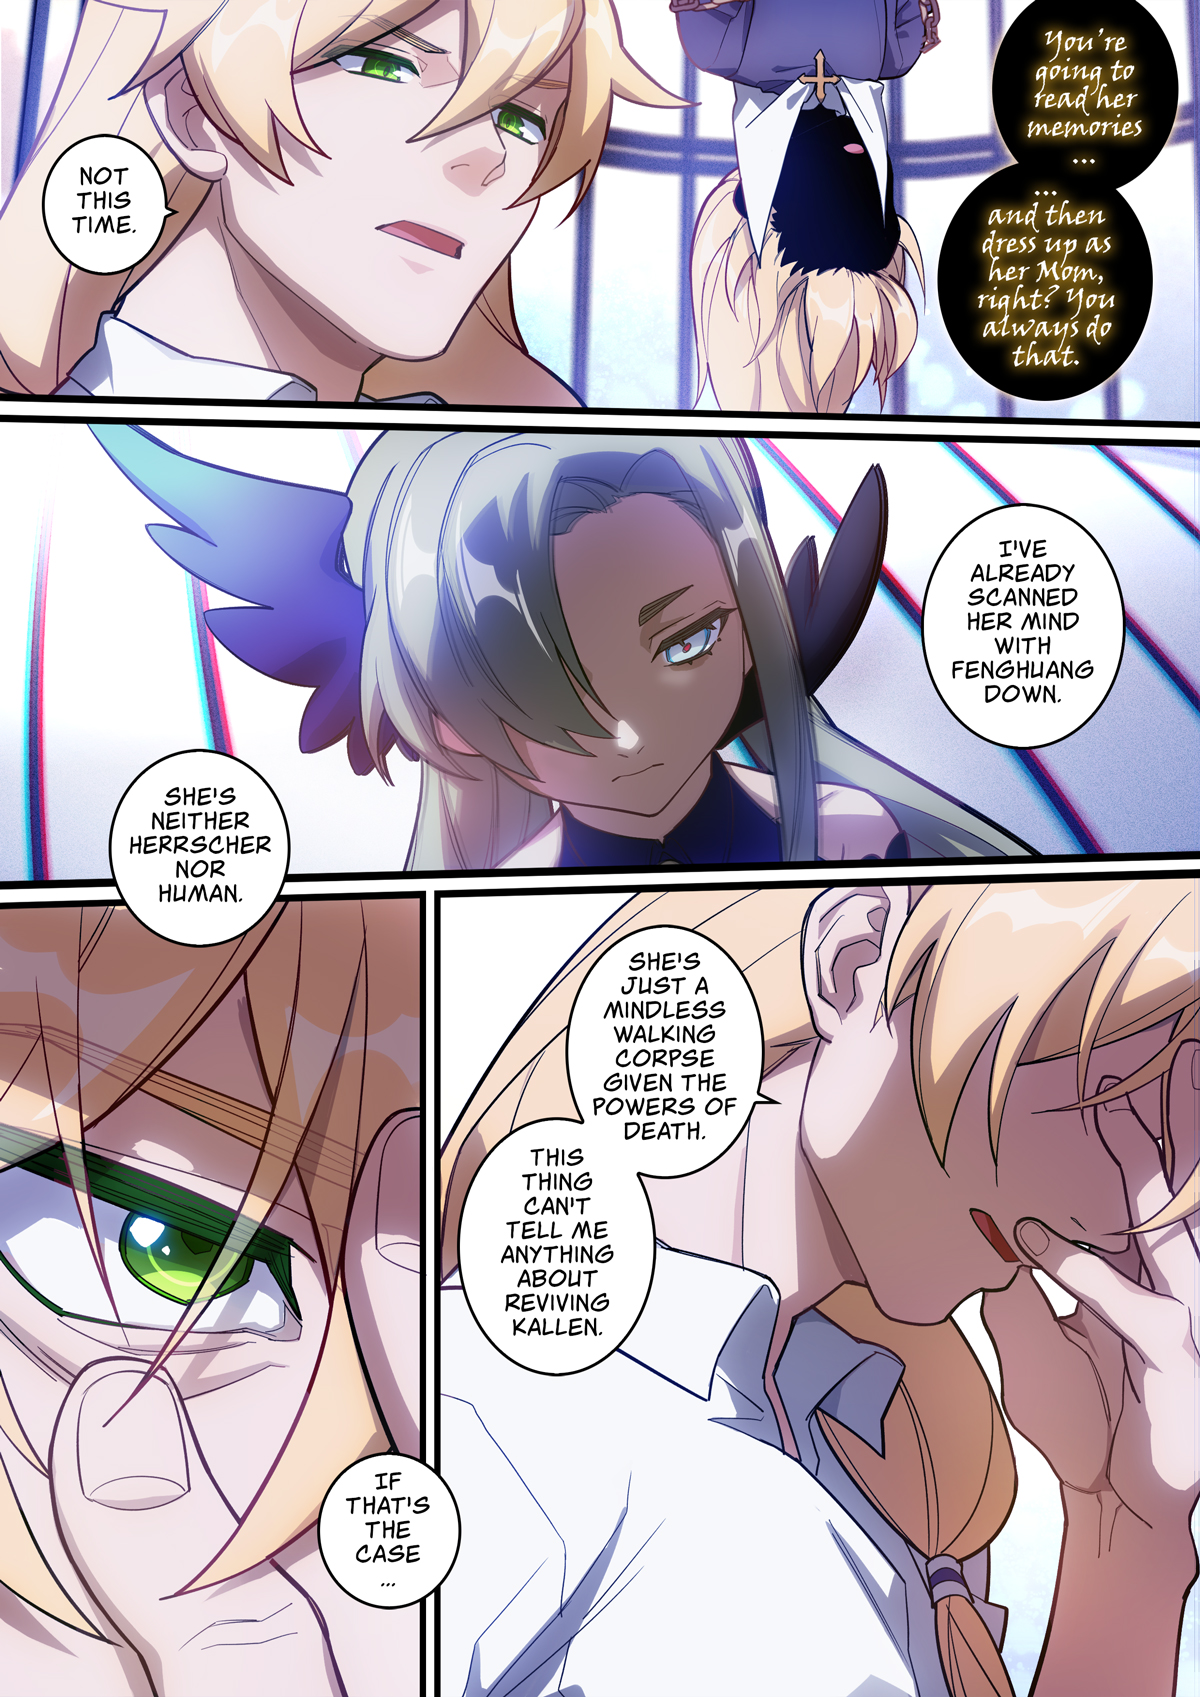 You're
going to
read her
memories
...
...
and then
dress up as
her Mom,
right? You
always do
that.
NOT
THIS
TIME.
I'VE
ALREADY
SCANNED
HER MIND
WITH
FENGHUANG
DOWN.
SHE'S
NEITHER
HERRSCHER
NOR
HUMAN.
SHE'S
JUST A
MINDLESS
WALKING
CORPSE
GIVEN THE
POWERS OF
DEATH.
THIS
THING
CAN'T
TELL ME
ANYTHING
ABOUT
REVIVING
KALLEN.
IF
THAT'S
THE
CASE
...